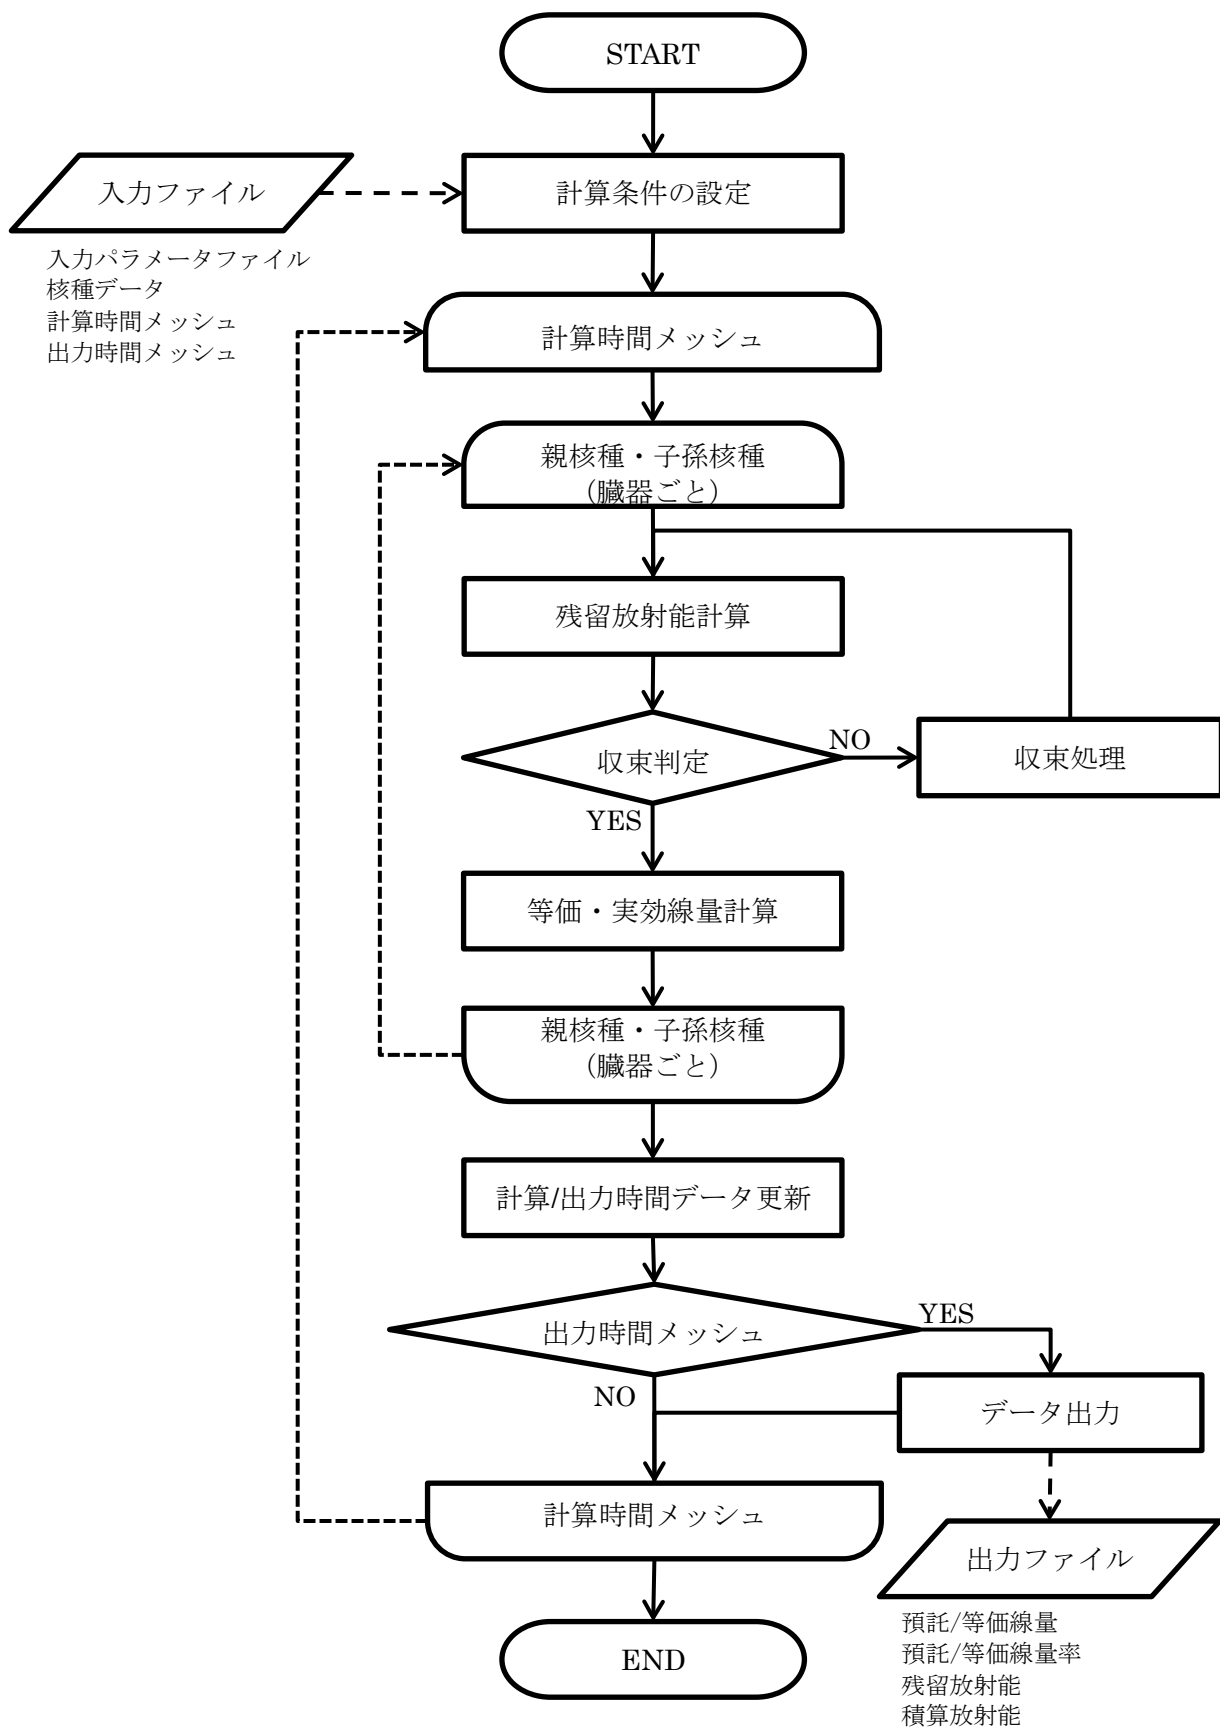 START
入力ファイル
計算条件の設定
入力パラメータファイル
核種データ
計算時間メッシュ
出力時間メッシュ
計算時間メッシュ
親核種・子孫核種
(臓器ごと)
残留放射能計算
収束判定
NO
収束処理
YES
等価・実効線量計算
親核種・子孫核種
(臓器ごと)
計算/出力時間データ更新
出力時間メッシュ
YES
NO
データ出力
計算時間メッシュ
出力ファイル
預託/等価線量
預託/等価線量率
残留放射能
積算放射能
END